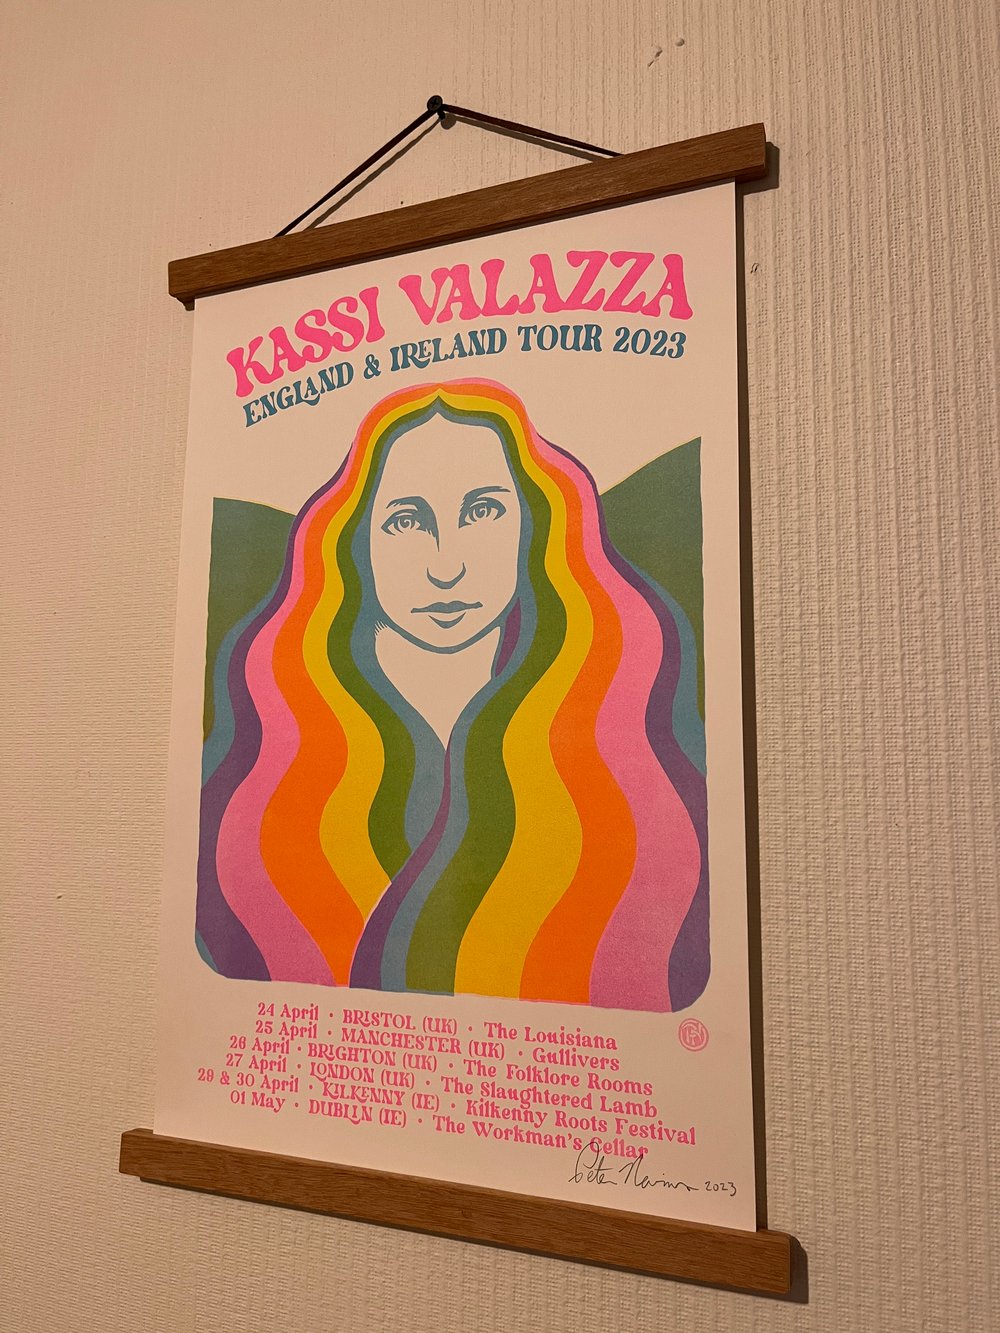 KASSI VALAZZA
ENGLAND & IRELAND TOUR 2023
24 April · BRISTOL (UK) · The Louisiana
25 April · MANCHESTER (UK) · Gullivers
26 April · BRIGHTON (UK) · The Folklore Rooms
27 April · LONDON (UK) · The Slaughtered Lamb
29 & 30 April · KILKENNY (IE) · Kilkenny Roots Festival
01 May · DUBLIN (IE) · The Workman's Cellar
Peter 2023